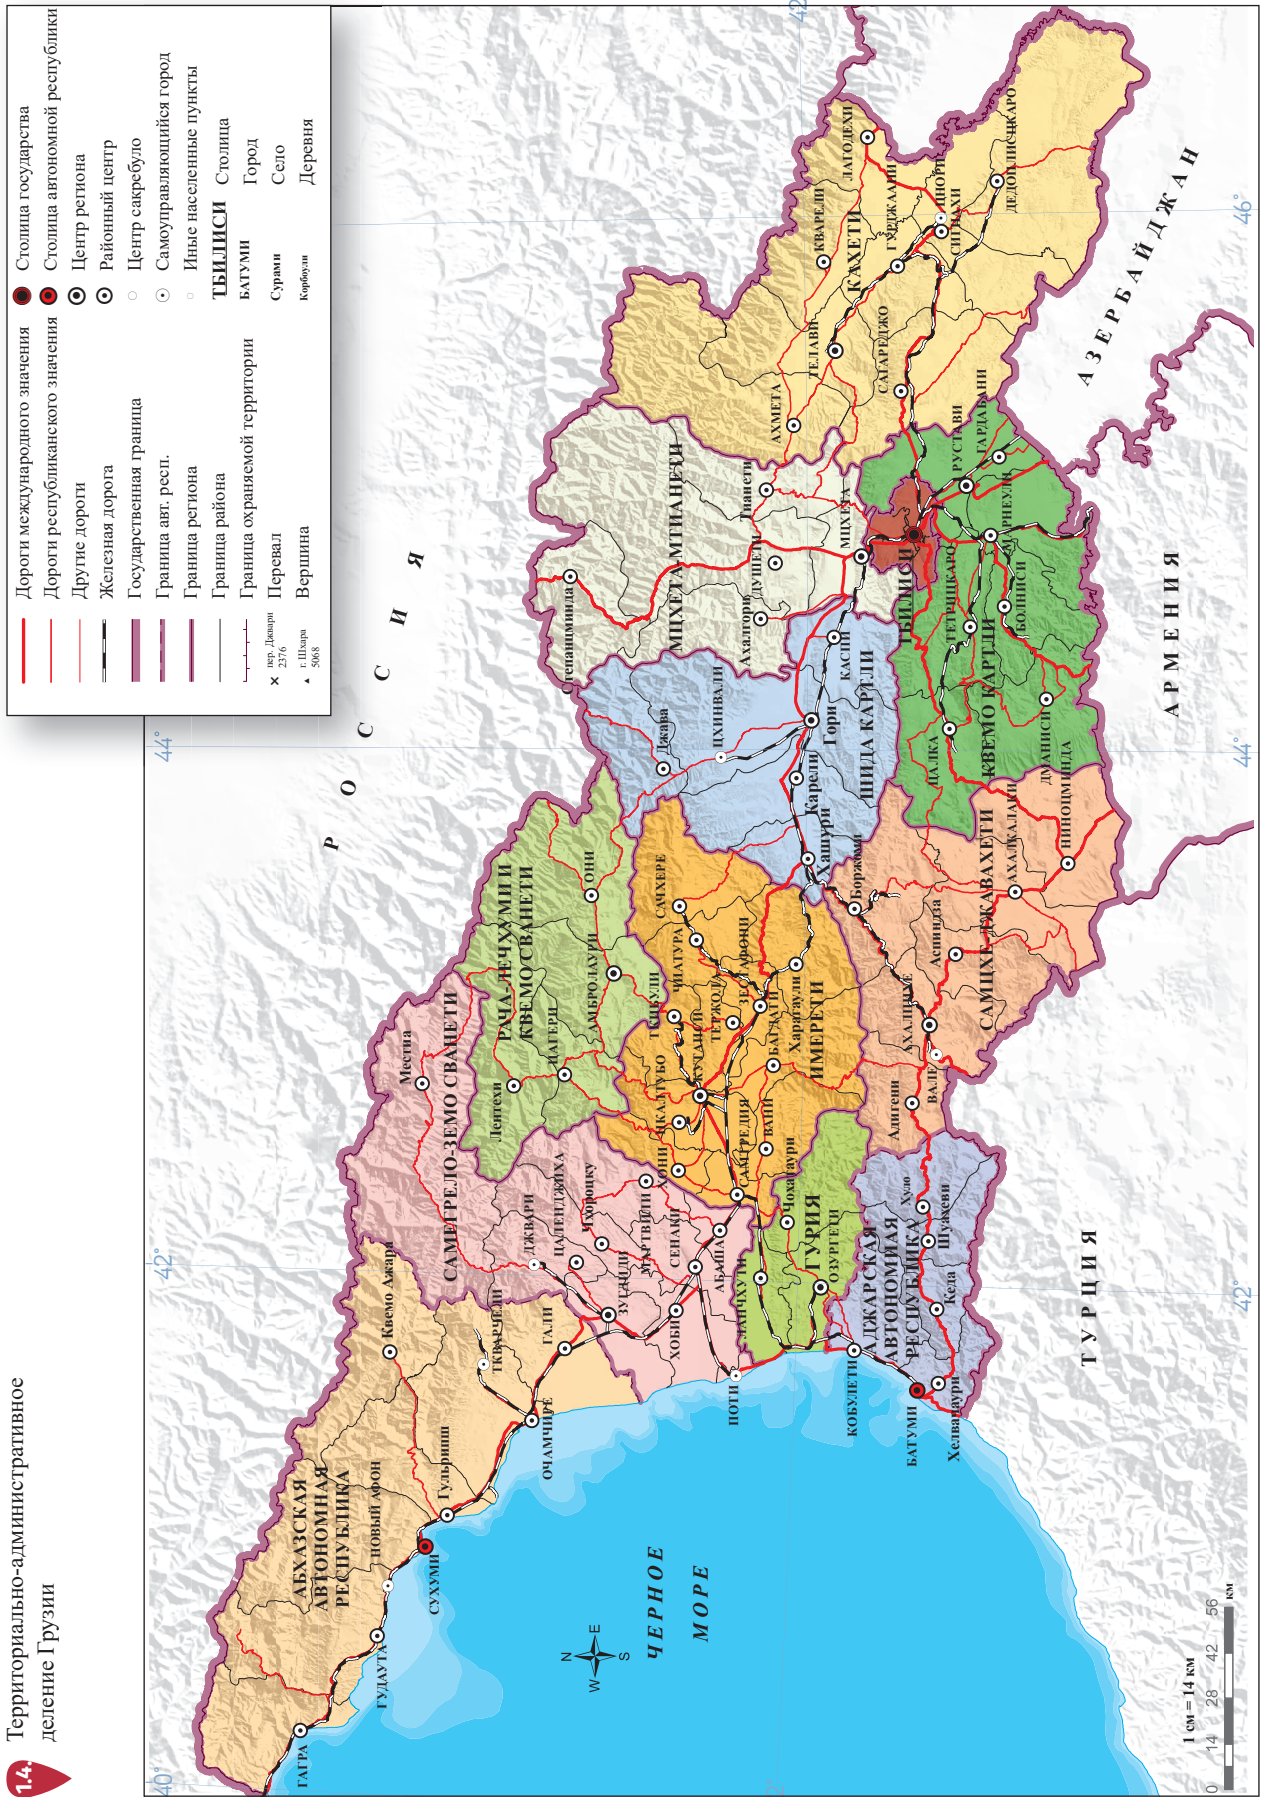 1.4.
Территориально-административное
деление Грузии
Дороги международного значения
Дороги республиканского значения
Другие дороги
Железная дорога
Государственная граница
Граница авт. респ.
Граница региона
Граница района
Граница охраняемой территории
пер. Джвари
2376
Перевал
г. Шхара
5068
Вершина
Столица государства
Столица автономной республики
Центр региона
Районный центр
Центр сакребуло
Самоуправляющийся город
Иные населенные пункты
ТБИЛИСИ Столица
БАТУМИ Город
Сурами Село
Корбоули Деревня
40°
42°
44°
42
42°
44°
46°
РОССИЯ
АЗЕРБАЙДЖАН
АРМЕНИЯ
ТУРЦИЯ
ЧЕРНОЕ
МОРЕ
N
E
S
W
АБХАЗСКАЯ
АВТОНОМНАЯ
РЕСПУБЛИКА
ГАГРА
ГУДАУТА
НОВЫЙ АФОН
СУХУМИ
Гульрипш
ОЧАМЧИРЕ
ТКВАРЧЕЛИ
ГАЛИ
Квемо Ажара
САМЕГРЕЛО-ЗЕМО СВАНЕТИ
Местиа
ДЖВАРИ
ЦАЛЕНДЖИХА
Чхороцку
ЗУГДИДИ
МАРТВИЛИ
ХОБИ
СЕНАКИ
АБАША
ПОТИ
РАЧА-ЛЕЧХУМИ И
КВЕМО СВАНЕТИ
Лентехи
ЦАГЕРИ
АМБРОЛАУРИ
ОНИ
ИМЕРЕТИ
ХОНИ
ЦКАЛТУБО
КУТАИСИ
ТКИБУЛИ
ЧИАТУРА
САЧХЕРЕ
ТЕРЖОЛА
ЗЕСТАФОНИ
Харагаули
БАГДАТИ
ВАНИ
САМТРЕДИЯ
ГУРИЯ
ЛАНЧХУТИ
Чохатаури
ОЗУРГЕТИ
АДЖАРСКАЯ
АВТОНОМНАЯ
РЕСПУБЛИКА
КОБУЛЕТИ
БАТУМИ
Хелвачаури
Кеда
Шуахеви
Хуло
САМЦХЕ-ДЖАВАХЕТИ
Адигени
ВАЛЕ
АХАЛЦИХЕ
Аспиндза
Боржоми
АХАЛКАЛАКИ
НИНОЦМИНДА
ШИДА КАРТЛИ
Джава
ЦХИНВАЛИ
Хашури
Карели
Гори
КАСПИ
МЦХЕТА-МТИАНЕТИ
Степанцминда
Ахалгори
ДУШЕТИ
Тианети
МЦХЕТА
ТБИЛИСИ
КВЕМО КАРТЛИ
ЦАЛКА
ДМАНИСИ
ТЕТРИЦКАРО
БОЛНИСИ
МАРНЕУЛИ
РУСТАВИ
ГАРДАБАНИ
КАХЕТИ
АХМЕТА
ТЕЛАВИ
КВАРЕЛИ
ЛАГОДЕХИ
САГАРЕДЖО
ГУРДЖААНИ
ЦНОРИ
СИГНАХИ
ДЕДОПЛИСЦКАРО
1 см = 14 км
0 14 28 42 56
км